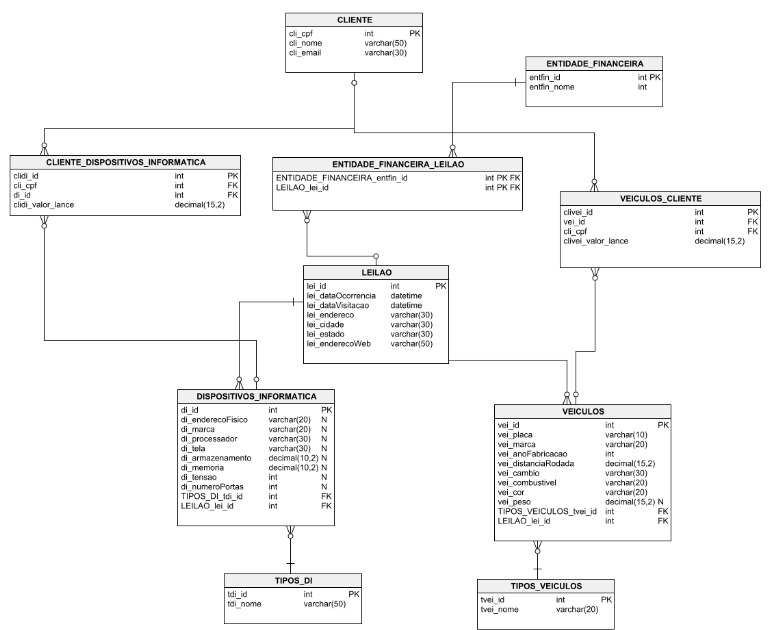 CLIENTE
cli_cpf int PK
cli_nome varchar(50)
cli_email varchar(30)
ENTIDADE_FINANCEIRA
entfin_id int PK
entfin_nome int
CLIENTE_DISPOSITIVOS_INFORMATICA
clidi_id int PK
cli_cpf int FK
di_id int FK
clidi_valor_lance decimal(15,2)
ENTIDADE_FINANCEIRA_LEILAO
ENTIDADE_FINANCEIRA_entfin_id int PK FK
LEILAO_lei_id int PK FK
VEICULOS_CLIENTE
clivei_id int PK
vei_id int FK
cli_cpf int FK
clivei_valor_lance decimal(15,2)
LEILAO
lei_id int PK
lei_dataOcorrencia datetime
lei_dataVisitacao datetime
lei_endereco varchar(30)
lei_cidade varchar(30)
lei_estado varchar(30)
lei_enderecoWeb varchar(50)
DISPOSITIVOS_INFORMATICA
di_id int PK
di_enderecoFisico varchar(20) N
di_marca varchar(20) N
di_processador varchar(30) N
di_tela varchar(30) N
di_armazenamento decimal(10,2) N
di_memoria decimal(10,2) N
di_tensao int N
di_numeroPortas int N
TIPOS_DI_tdi_id int FK
LEILAO_lei_id int FK
VEICULOS
vei_id int PK
vei_placa varchar(10)
vei_marca varchar(20)
vei_anoFabricacao int
vei_distanciaRodada decimal(15,2)
vei_cambio varchar(30)
vei_combustivel varchar(20)
vei_cor varchar(20)
vei_peso decimal(15,2) N
TIPOS_VEICULOS_tvei_id int FK
LEILAO_lei_id int FK
TIPOS_DI
tdi_id int PK
tdi_nome varchar(50)
TIPOS_VEICULOS
tvei_id int PK
tvei_nome varchar(20)